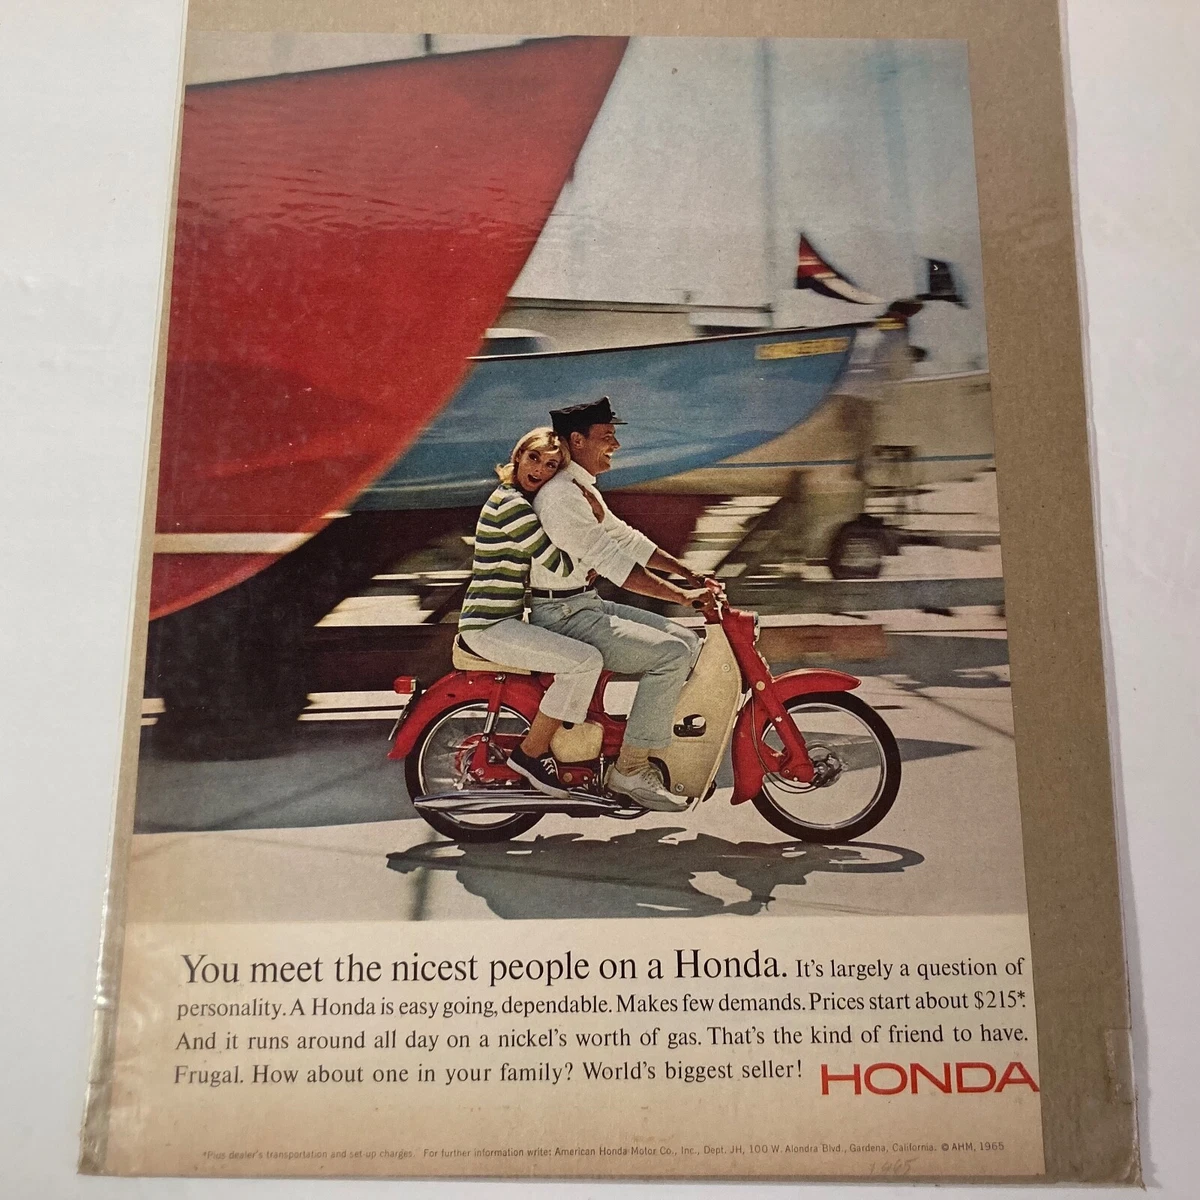 You meet the nicest people on a Honda. It's largely a question of
personality. A Honda is easy going, dependable. Makes few demands. Prices start about $215*.
And it runs around all day on a nickel's worth of gas. That's the kind of friend to have.
Frugal. How about one in your family? World's biggest seller! HONDA
*Plus dealer's transportation and set-up charges. For further information write: American Honda Motor Co., Inc., Dept. JH, 100 W. Alondra Blvd., Gardena, California. © AHM, 1965
1965